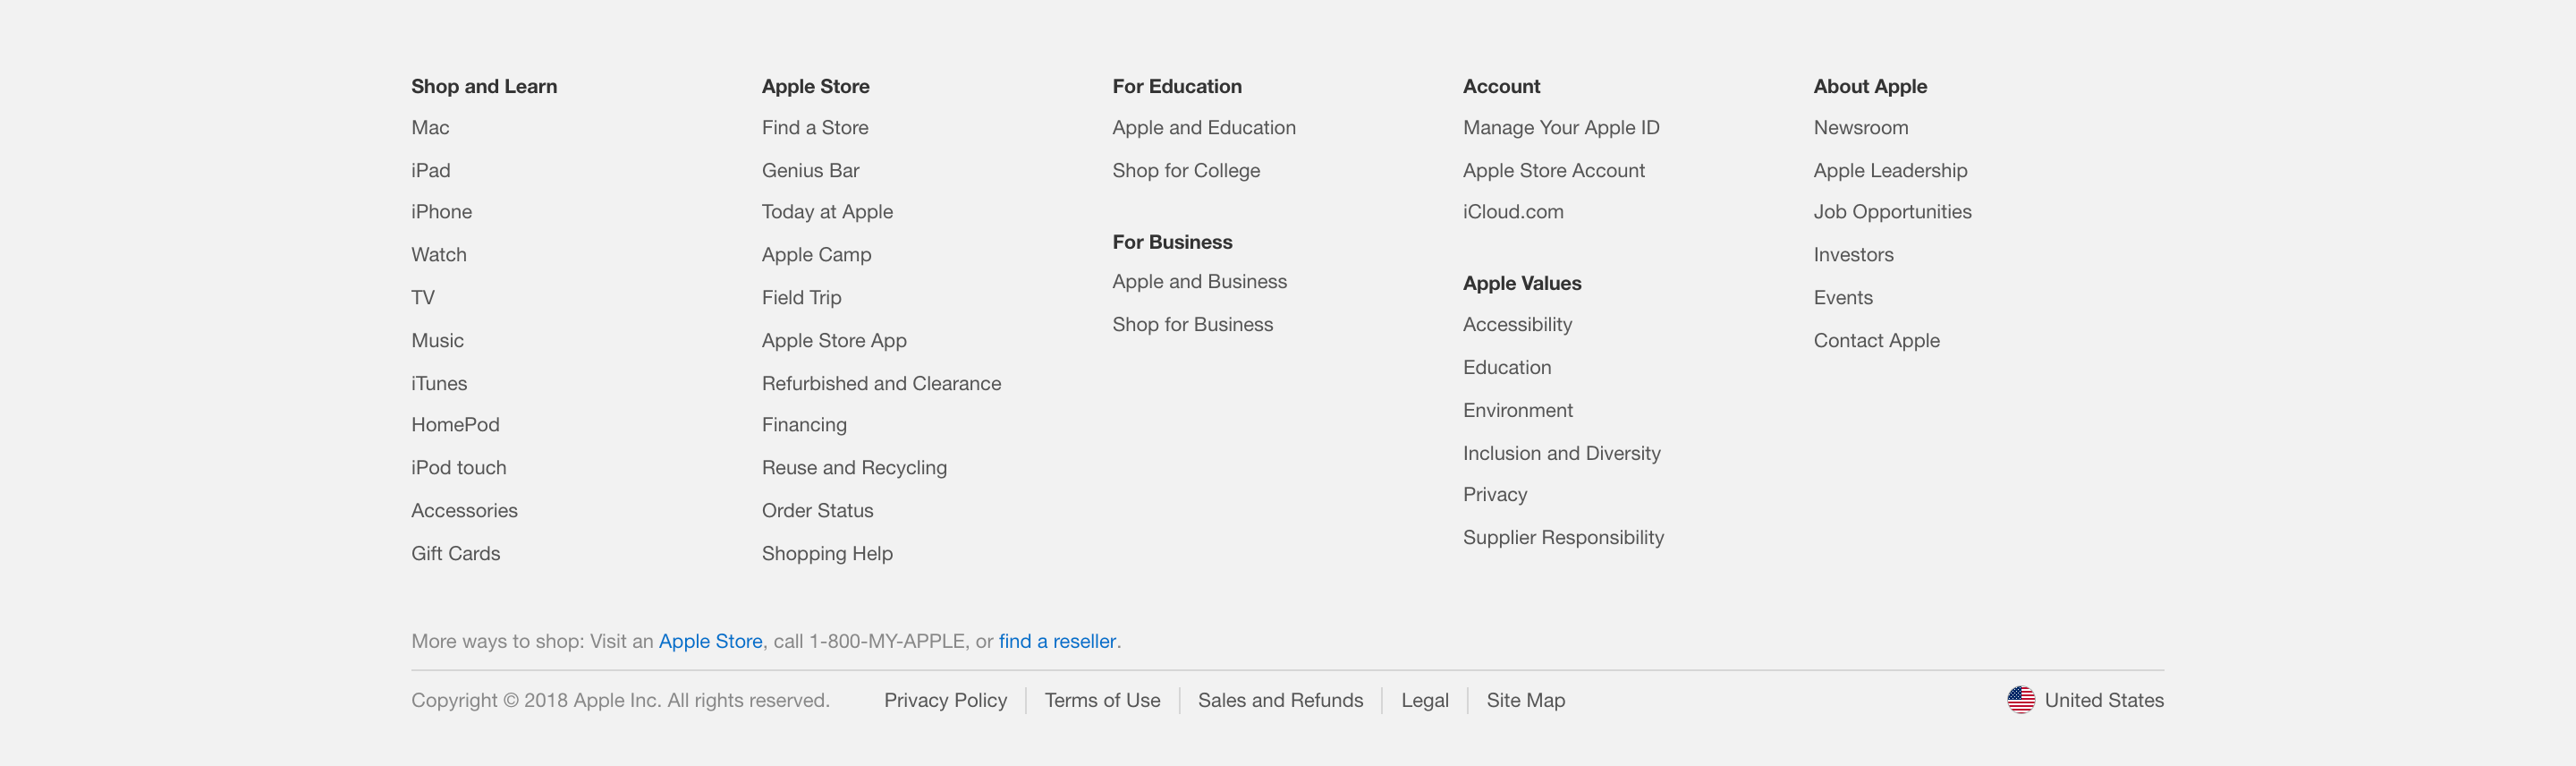 Shop and Learn
Mac
iPad
iPhone
Watch
TV
Music
iTunes
HomePod
iPod touch
Accessories
Gift Cards
Apple Store
Find a Store
Genius Bar
Today at Apple
Apple Camp
Field Trip
Apple Store App
Refurbished and Clearance
Financing
Reuse and Recycling
Order Status
Shopping Help
For Education
Apple and Education
Shop for College
For Business
Apple and Business
Shop for Business
Account
Manage Your Apple ID
Apple Store Account
iCloud.com
Apple Values
Accessibility
Education
Environment
Inclusion and Diversity
Privacy
Supplier Responsibility
About Apple
Newsroom
Apple Leadership
Job Opportunities
Investors
Events
Contact Apple
More ways to shop: Visit an Apple Store, call 1-800-MY-APPLE, or find a reseller.
Copyright © 2018 Apple Inc. All rights reserved. Privacy Policy Terms of Use Sales and Refunds Legal Site Map United States